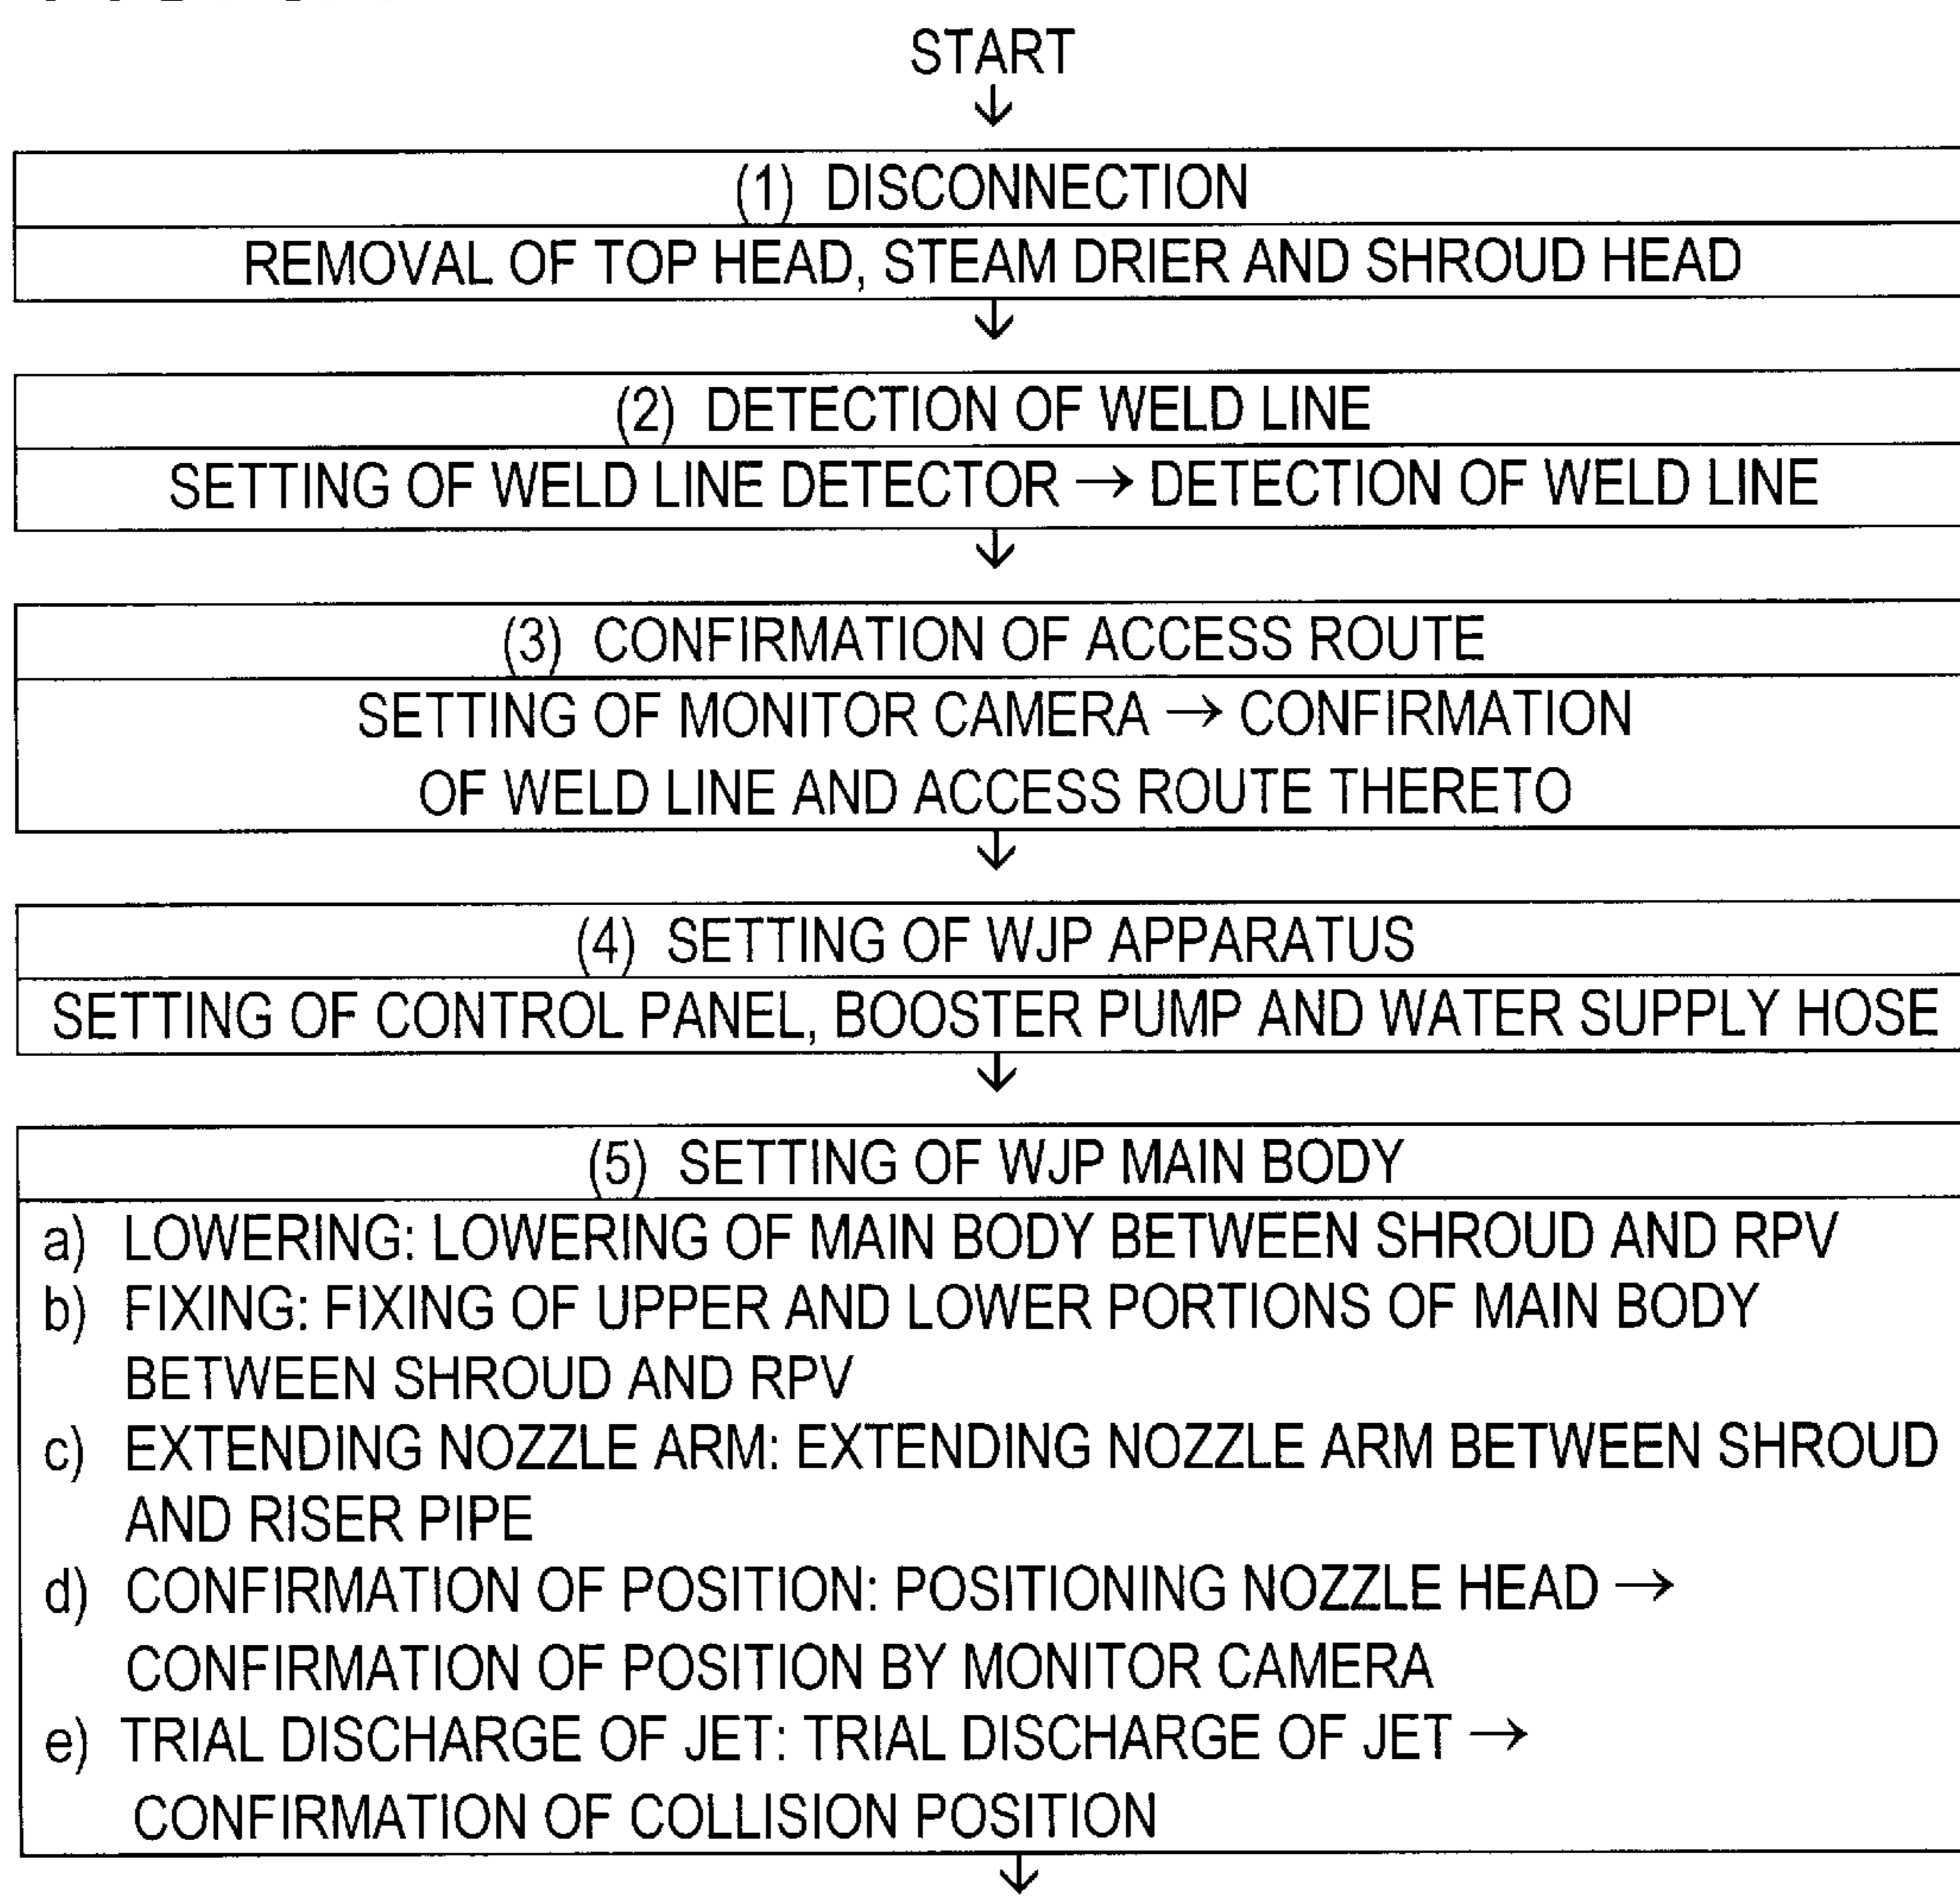 START
↓
(1) DISCONNECTION
REMOVAL OF TOP HEAD, STEAM DRIER AND SHROUD HEAD
↓
(2) DETECTION OF WELD LINE
SETTING OF WELD LINE DETECTOR → DETECTION OF WELD LINE
↓
(3) CONFIRMATION OF ACCESS ROUTE
SETTING OF MONITOR CAMERA → CONFIRMATION
OF WELD LINE AND ACCESS ROUTE THERETO
↓
(4) SETTING OF WJP APPARATUS
SETTING OF CONTROL PANEL, BOOSTER PUMP AND WATER SUPPLY HOSE
↓
(5) SETTING OF WJP MAIN BODY
a) LOWERING: LOWERING OF MAIN BODY BETWEEN SHROUD AND RPV
b) FIXING: FIXING OF UPPER AND LOWER PORTIONS OF MAIN BODY
BETWEEN SHROUD AND RPV
c) EXTENDING NOZZLE ARM: EXTENDING NOZZLE ARM BETWEEN SHROUD
AND RISER PIPE
d) CONFIRMATION OF POSITION: POSITIONING NOZZLE HEAD →
CONFIRMATION OF POSITION BY MONITOR CAMERA
e) TRIAL DISCHARGE OF JET: TRIAL DISCHARGE OF JET →
CONFIRMATION OF COLLISION POSITION
↓